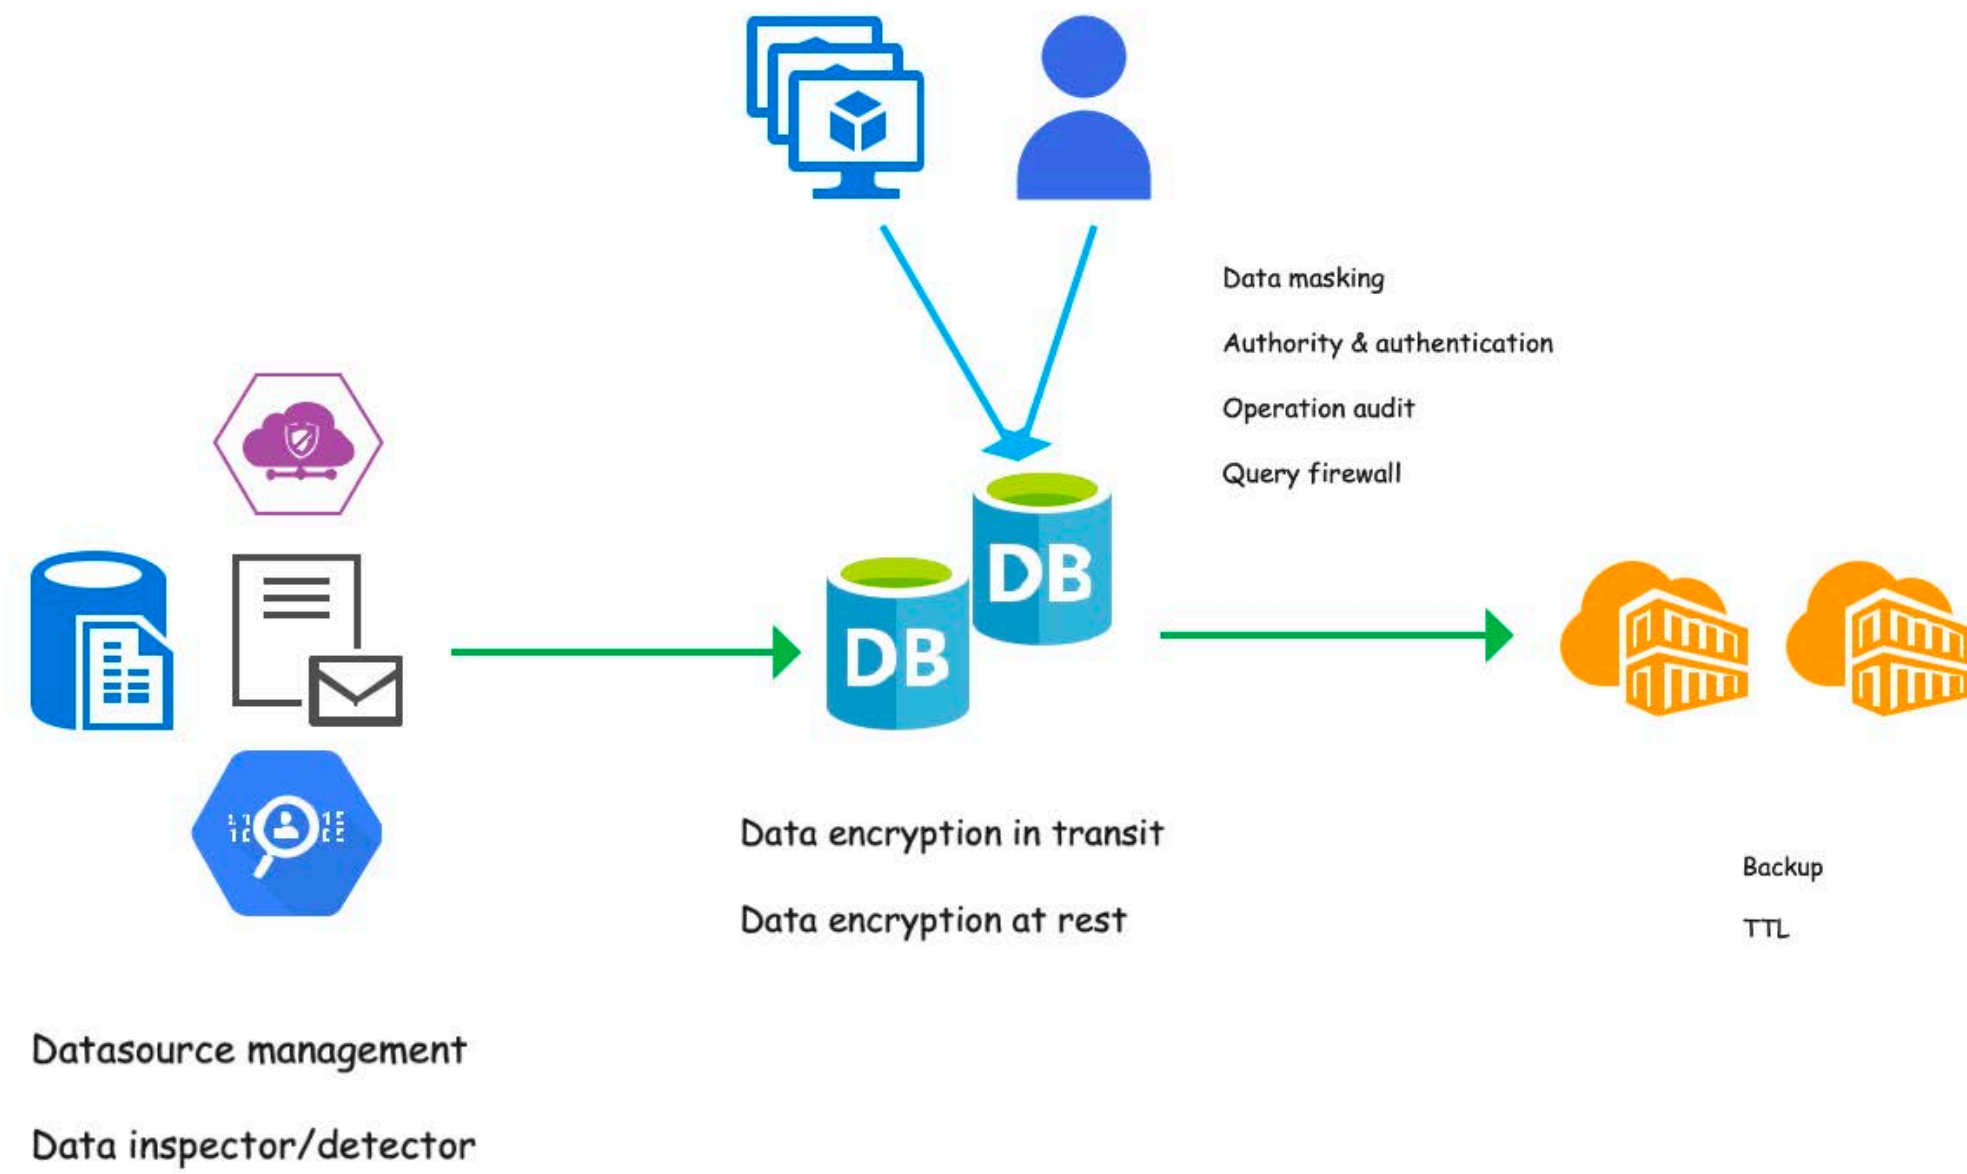 Data masking
Authority & authentication
Operation audit
Query firewall
DB
DB
Data encryption in transit
Data encryption at rest
Backup
TTL
Datasource management
Data inspector/detector